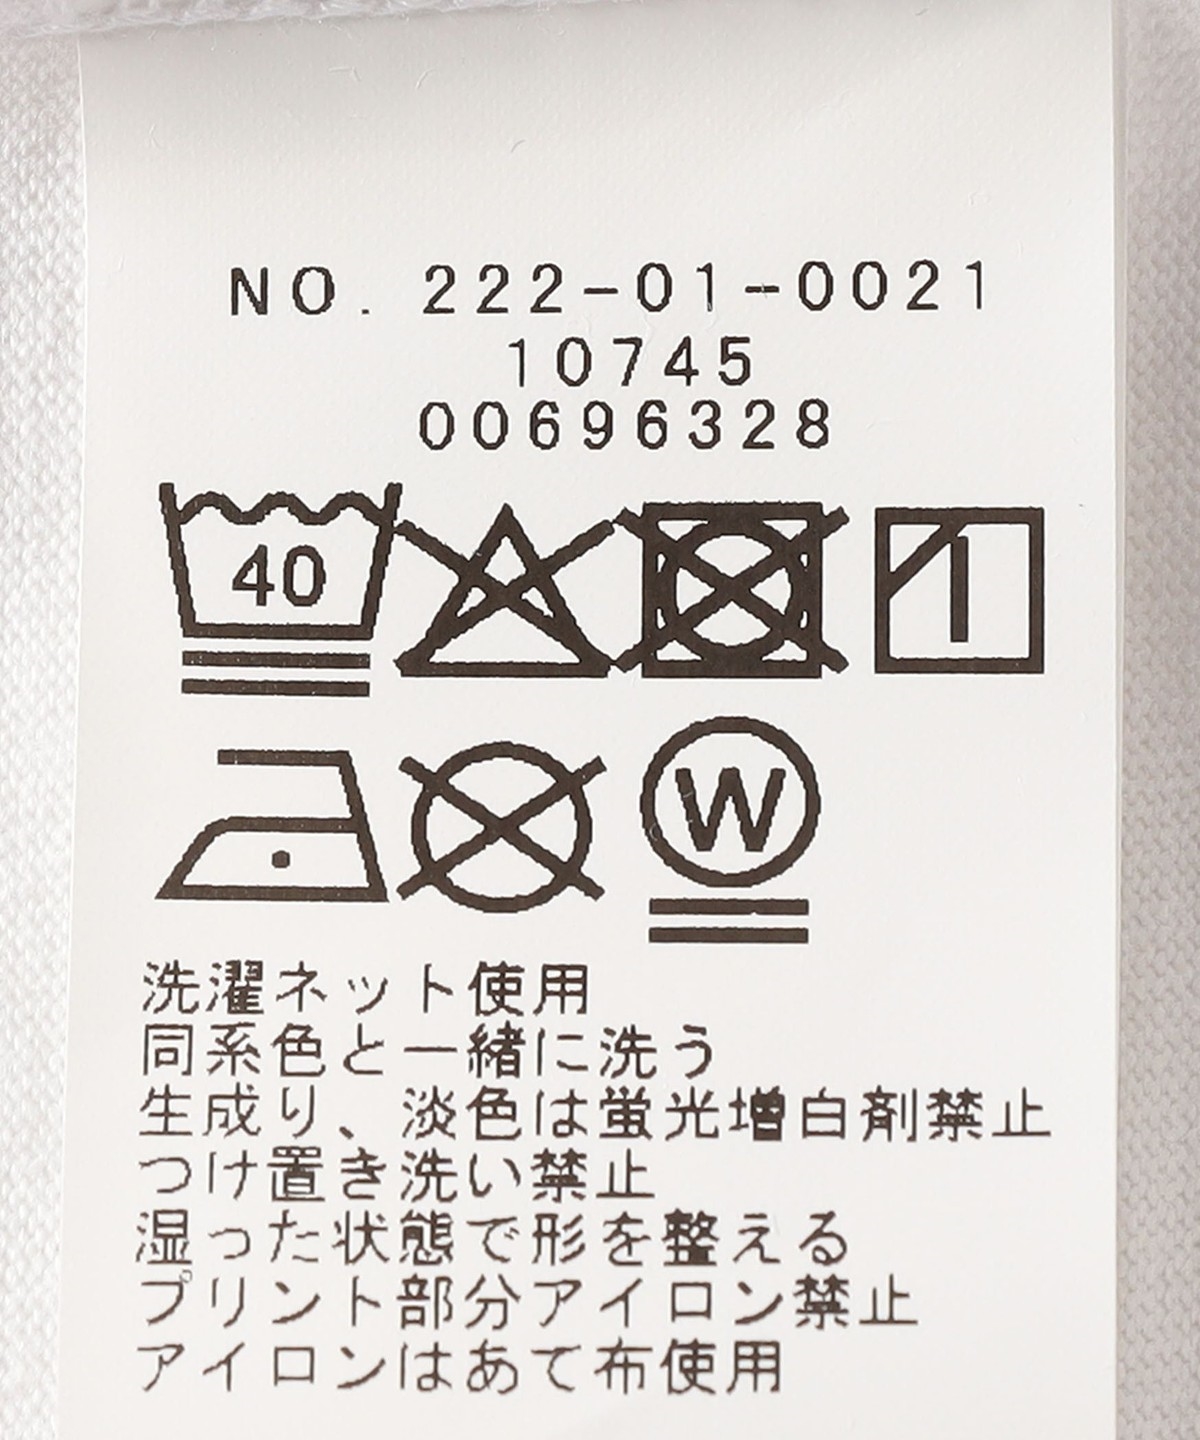 NO. 222-01-0021
10745
00696328
40
W
洗濯ネット使用
同系色と一緒に洗う
生成り、淡色は蛍光増白剤禁止
つけ置き洗い禁止
湿った状態で形を整える
プリント部分アイロン禁止
アイロンはあて布使用